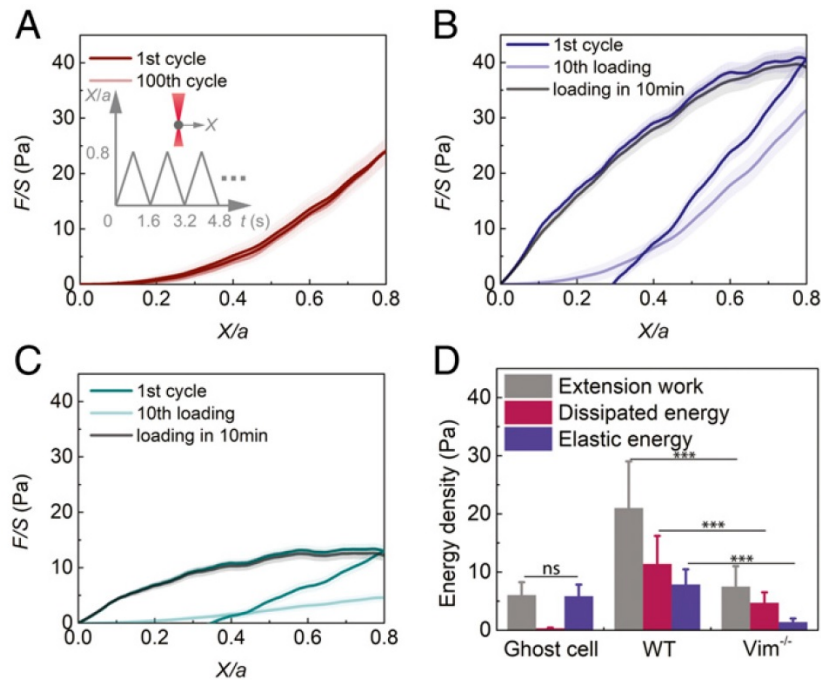 A
1st cycle
100th cycle
X/a
X
0.8
0
1.6
3.2
4.8
t (s)
F/S (Pa)
40
30
20
10
0
0.0
0.2
0.4
0.6
0.8
X/a
B
1st cycle
10th loading
loading in 10min
F/S (Pa)
40
30
20
10
0
0.0
0.2
0.4
0.6
0.8
X/a
C
1st cycle
10th loading
loading in 10min
F/S (Pa)
40
30
20
10
0
0.0
0.2
0.4
0.6
0.8
X/a
D
Extension work
Dissipated energy
Elastic energy
Energy density (Pa)
40
30
20
10
0
***
***
***
ns
Ghost cell
WT
Vim-/-